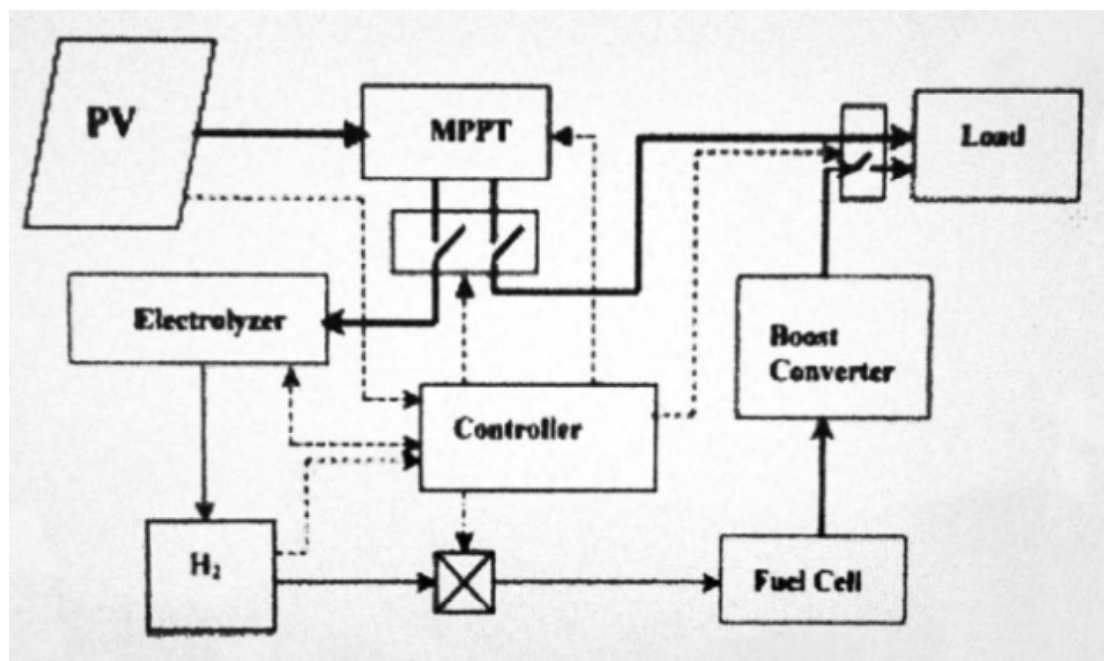 PV
MPPT
Load
Electrolyzer
Boost
Converter
Controller
H₂
Fuel Cell